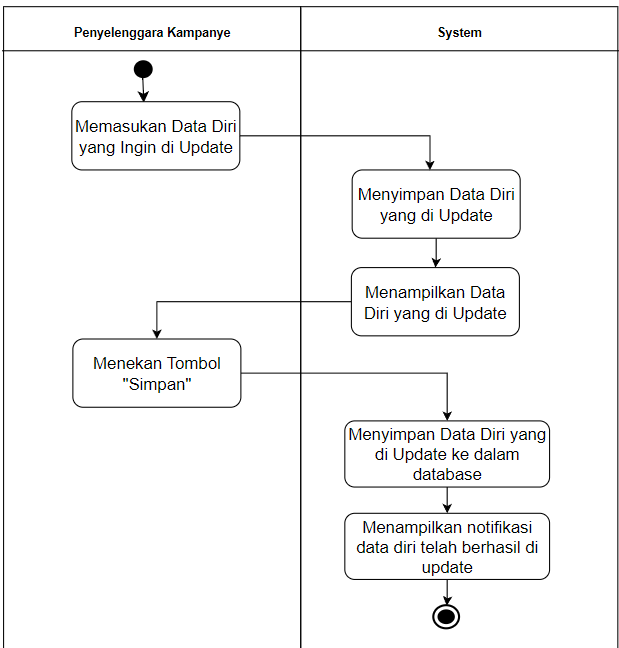 Penyelenggara Kampanye
System
Memasukan Data Diri
yang Ingin di Update
Menyimpan Data Diri
yang di Update
Menampilkan Data
Diri yang di Update
Menekan Tombol
"Simpan"
Menyimpan Data Diri yang
di Update ke dalam
database
Menampilkan notifikasi
data diri telah berhasil di
update